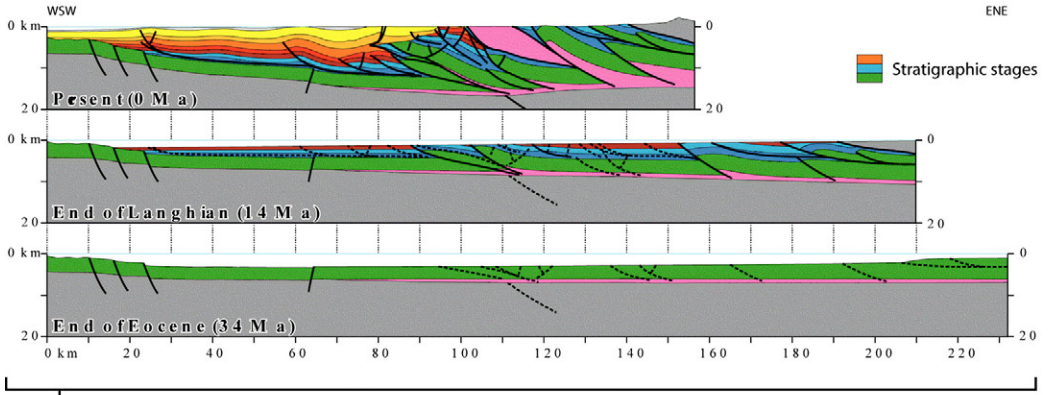 WSW ENE
0 km 0
Stratigraphic stages
20 Present (0 Ma) 20
0 km 0
20 End of Langhian (14 Ma) 20
0 km 0
20 End of Eocene (34 Ma) 20
0 km 20 40 60 80 100 120 140 160 180 200 220